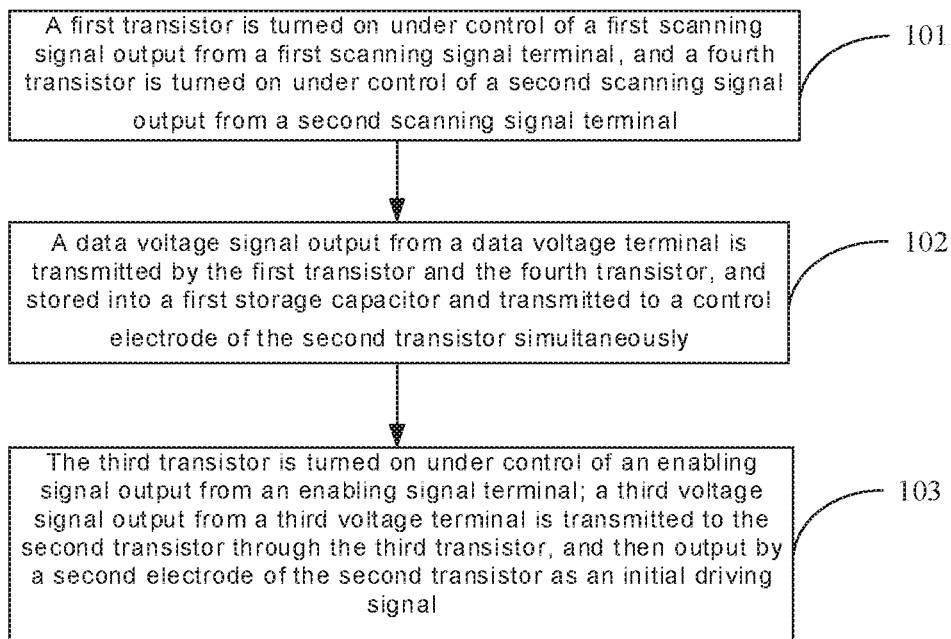 A first transistor is turned on under control of a first scanning
signal output from a first scanning signal terminal, and a fourth
transistor is turned on under control of a second scanning signal
output from a second scanning signal terminal
101
A data voltage signal output from a data voltage terminal is
transmitted by the first transistor and the fourth transistor, and
stored into a first storage capacitor and transmitted to a control
electrode of the second transistor simultaneously
102
The third transistor is turned on under control of an enabling
signal output from an enabling signal terminal; a third voltage
signal output from a third voltage terminal is transmitted to the
second transistor through the third transistor, and then output by
a second electrode of the second transistor as an initial driving
signal
103